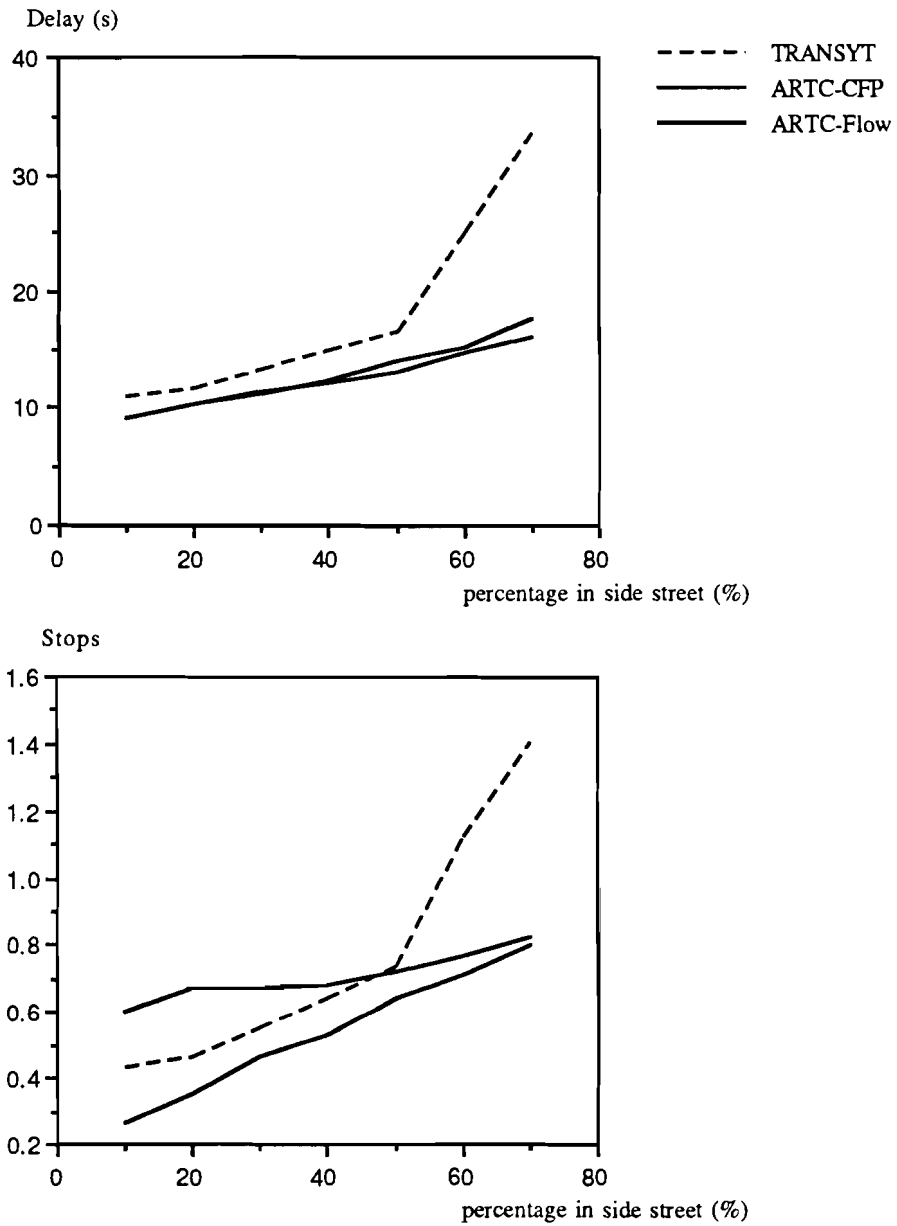 Delay (s)
TRANSYT
ARTC-CFP
ARTC-Flow
40
30
20
10
0
0 20 40 60 80
percentage in side street (%)
Stops
1.6
1.4
1.2
1.0
0.8
0.6
0.4
0.2
0 20 40 60 80
percentage in side street (%)